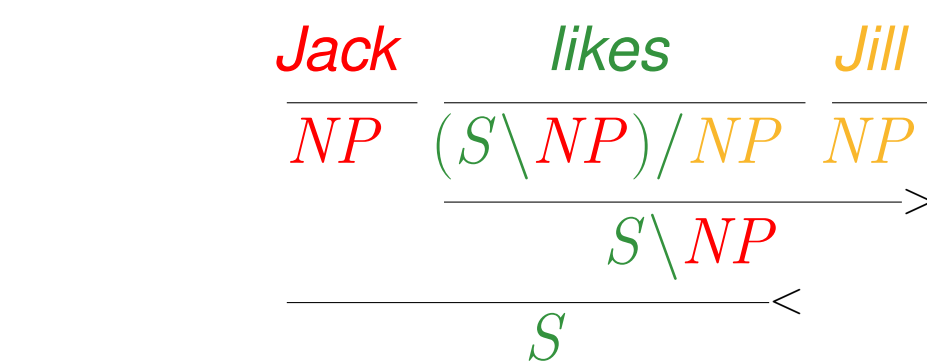 Jack likes Jill
NP (S\NP)/NP NP
>
S\NP
<
S